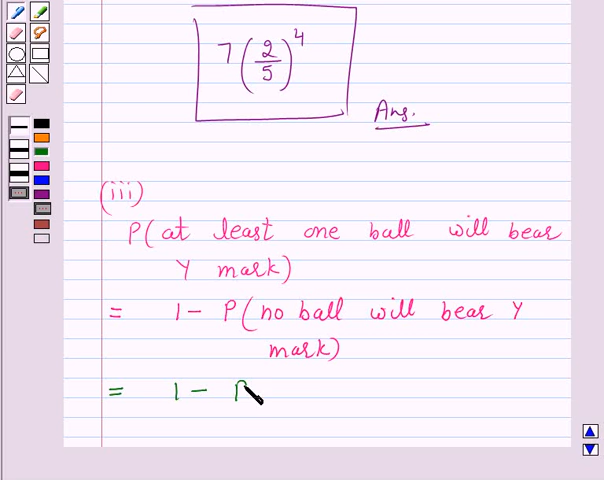 7(2/5)^4
Ans.
(iii)
P(at least one ball will bear
Y mark)
= 1 - P(no ball will bear Y
mark)
= 1 - P